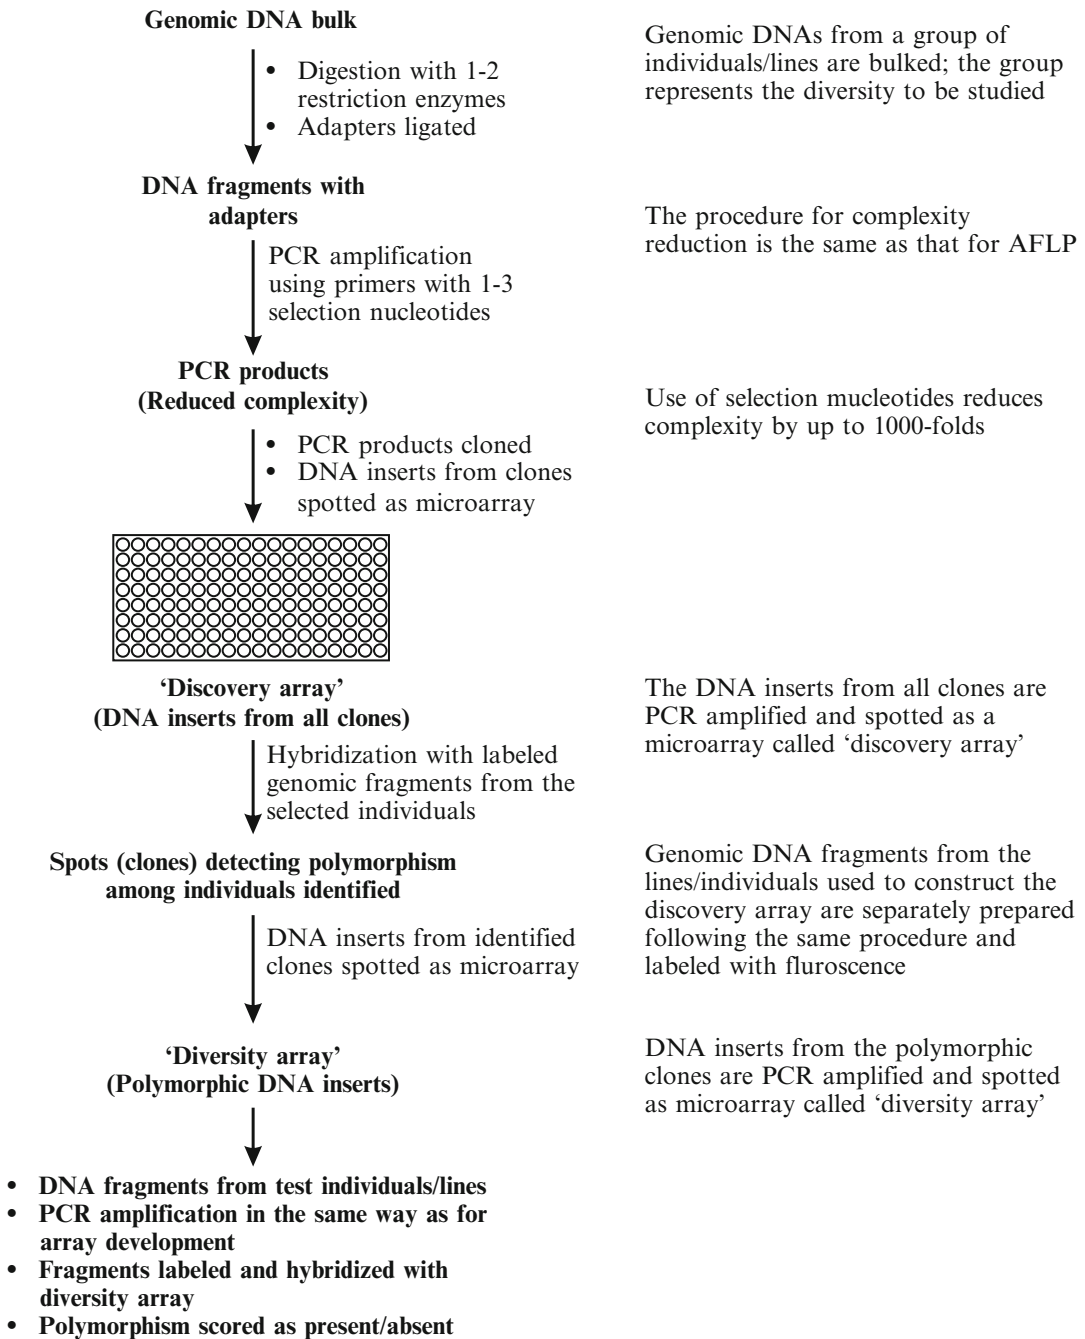 Genomic DNA bulk
Genomic DNAs from a group of
individuals/lines are bulked; the group
represents the diversity to be studied
• Digestion with 1-2
restriction enzymes
• Adapters ligated
DNA fragments with
adapters
The procedure for complexity
reduction is the same as that for AFLP
PCR amplification
using primers with 1-3
selection nucleotides
PCR products
(Reduced complexity)
Use of selection mucleotides reduces
complexity by up to 1000-folds
• PCR products cloned
• DNA inserts from clones
spotted as microarray
‘Discovery array’
(DNA inserts from all clones)
The DNA inserts from all clones are
PCR amplified and spotted as a
microarray called ‘discovery array’
Hybridization with labeled
genomic fragments from the
selected individuals
Spots (clones) detecting polymorphism
among individuals identified
Genomic DNA fragments from the
lines/individuals used to construct the
discovery array are separately prepared
following the same procedure and
labeled with fluroscence
DNA inserts from identified
clones spotted as microarray
‘Diversity array’
(Polymorphic DNA inserts)
DNA inserts from the polymorphic
clones are PCR amplified and spotted
as microarray called ‘diversity array’
• DNA fragments from test individuals/lines
• PCR amplification in the same way as for
array development
• Fragments labeled and hybridized with
diversity array
• Polymorphism scored as present/absent